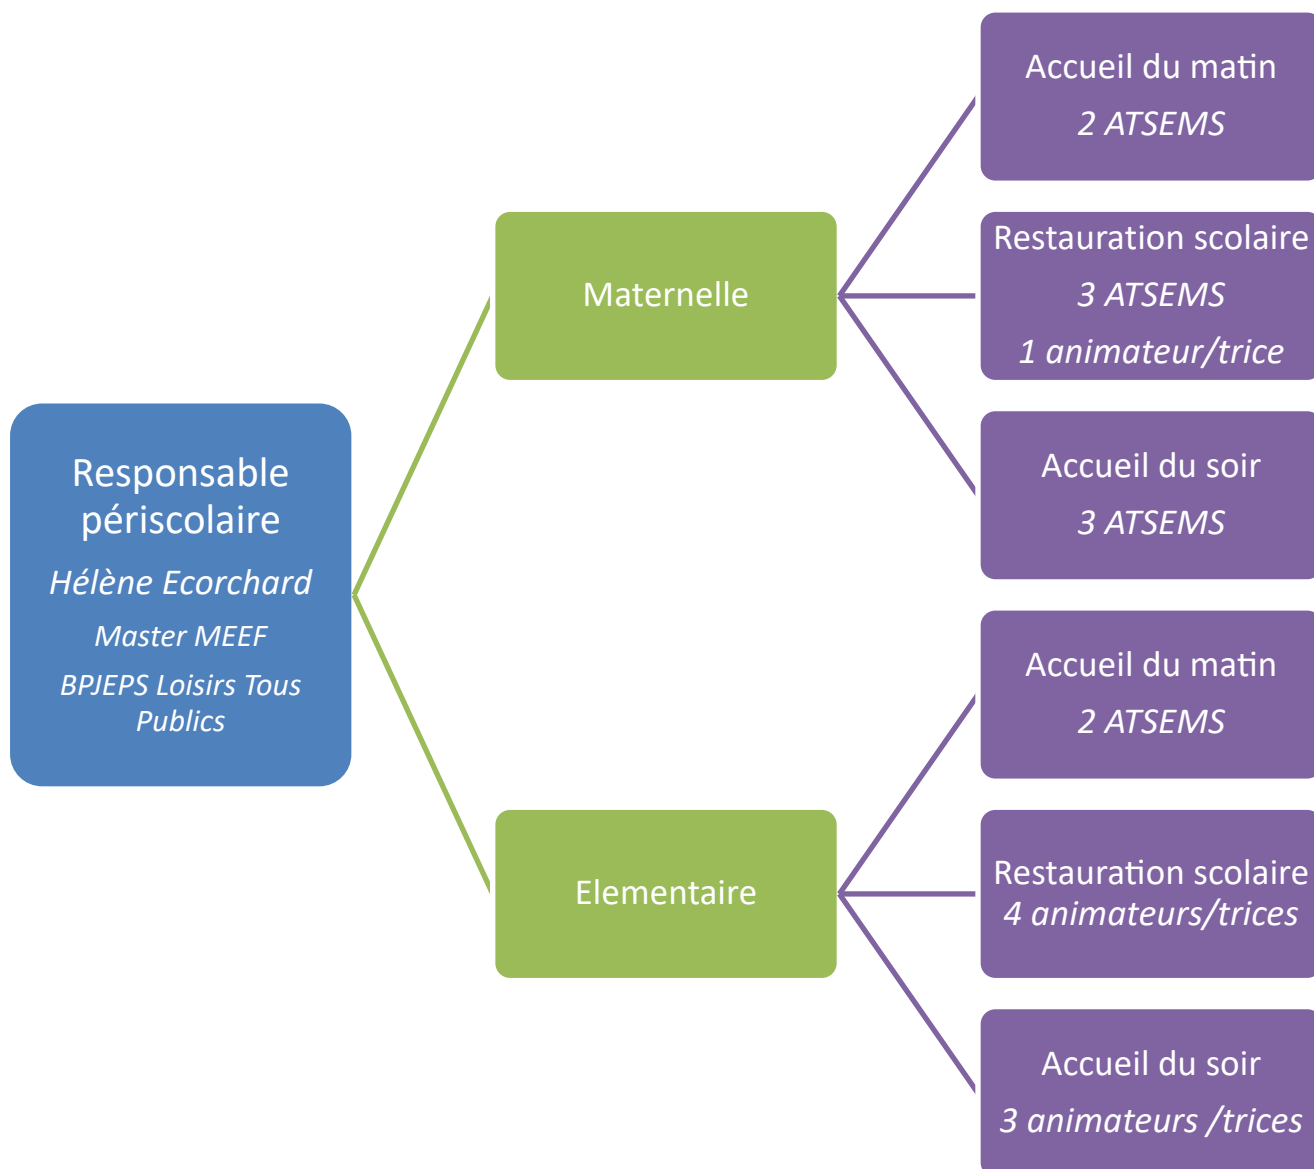 Responsable
périscolaire
Hélène Ecorchard
Master MEEF
BPJEPS Loisirs Tous
Publics
Maternelle
Accueil du matin
2 ATSEMS
Restauration scolaire
3 ATSEMS
1 animateur/trice
Accueil du soir
3 ATSEMS
Elementaire
Accueil du matin
2 ATSEMS
Restauration scolaire
4 animateurs/trices
Accueil du soir
3 animateurs /trices